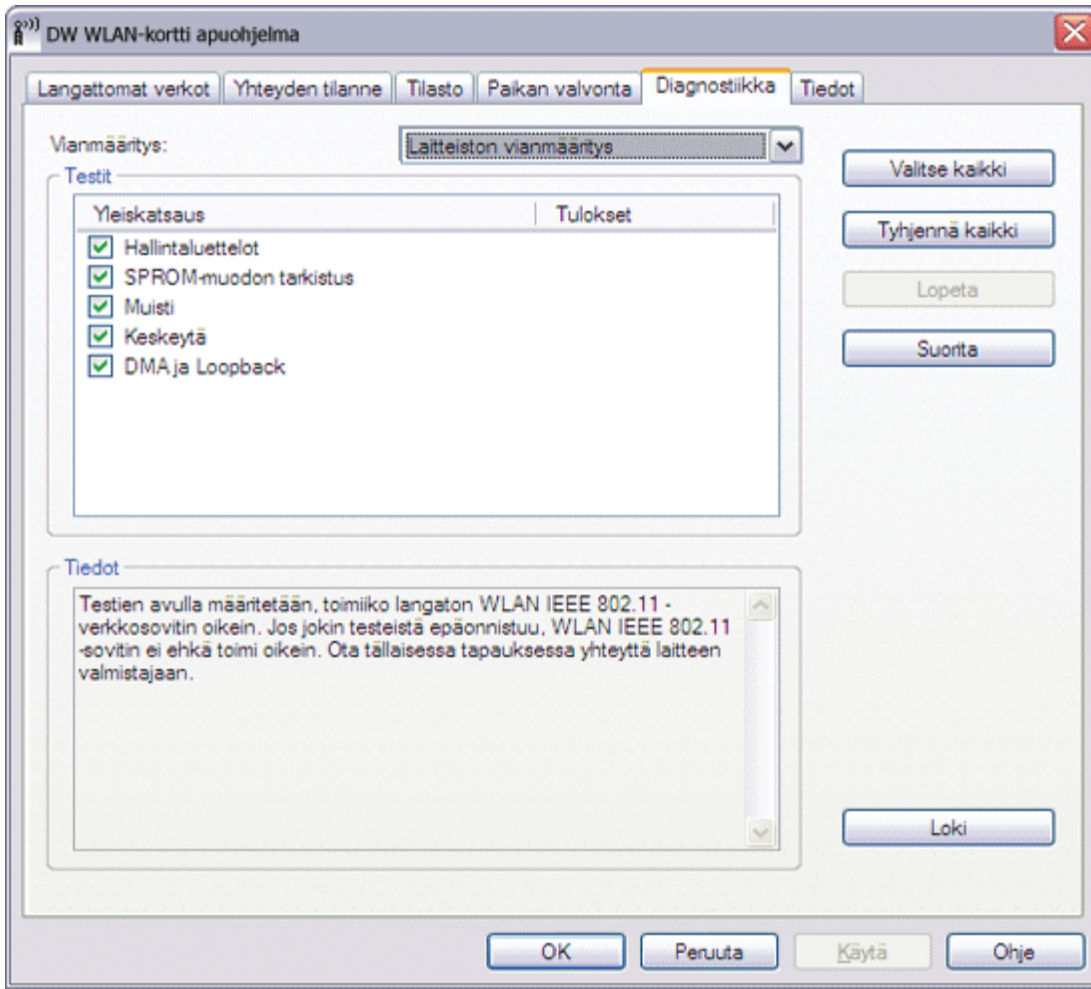 DW WLAN-kortti apuohjelma
Langattomat verkot Yhteyden tilanne Tilasto Paikan valvonta Diagnostiikka Tiedot
Vianmääritys: Laitteiston vianmääritys
Valitse kaikki
Testit
Yleiskatsaus Tulokset
Tyhjennä kaikki
Hallintaluettelot
SPROM-muodon tarkistus
Lopeta
Muisti
Keskeytä
Suorita
DMA ja Loopback
Tiedot
Testien avulla määritetään, toimiiko langaton WLAN IEEE 802.11 -
verkkosovitin oikein. Jos jokin testeistä epäonnistuu, WLAN IEEE 802.11
-sovitin ei ehkä toimi oikein. Ota tällaisessa tapauksessa yhteyttä laitteen
valmistajaan.
Loki
OK Peruuta Käytä Ohje